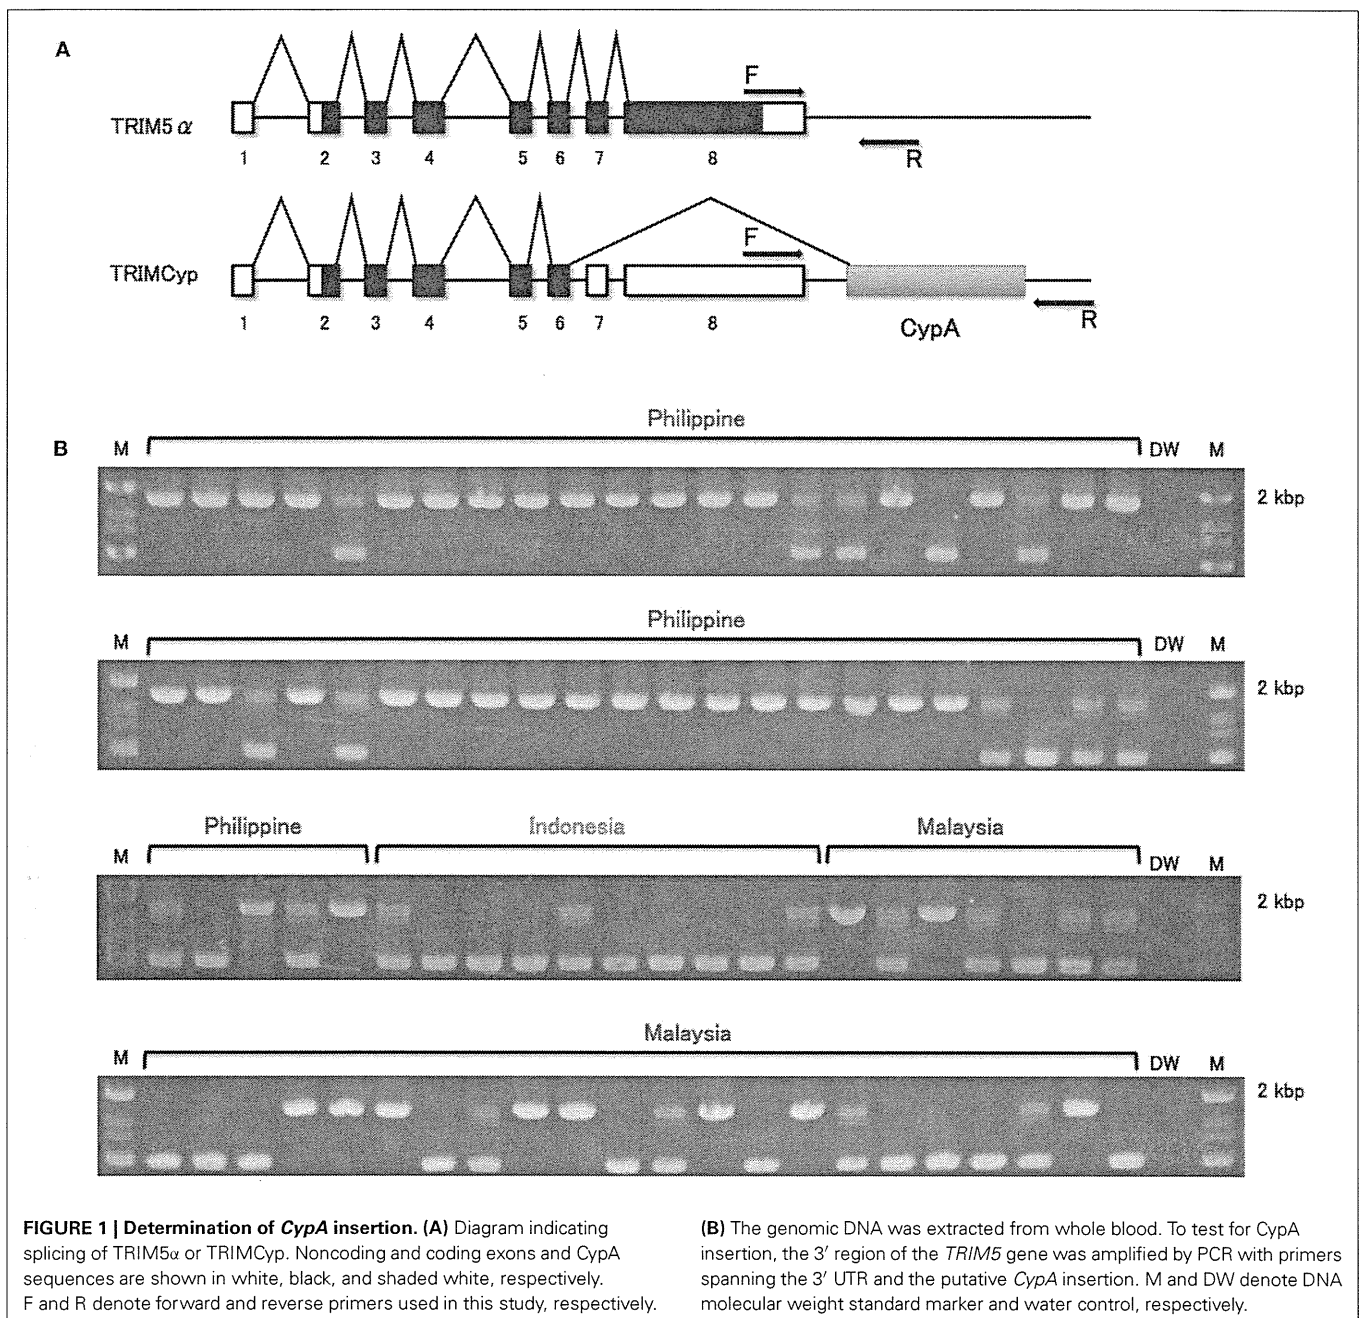 A
F
TRIM5α
R
1 2 3 4 5 6 7 8
F
TRIMCyp
R
1 2 3 4 5 6 7 8
CypA
Philippine
B M DW M
2 kbp
Philippine
M DW M
2 kbp
Philippine Indonesia Malaysia
M DW M
2 kbp
Malaysia
M DW M
2 kbp
FIGURE 1 | Determination of CypA insertion. (A) Diagram indicating
splicing of TRIM5α or TRIMCyp. Noncoding and coding exons and CypA
sequences are shown in white, black, and shaded white, respectively.
F and R denote forward and reverse primers used in this study, respectively.
(B) The genomic DNA was extracted from whole blood. To test for CypA
insertion, the 3′ region of the TRIM5 gene was amplified by PCR with primers
spanning the 3′ UTR and the putative CypA insertion. M and DW denote DNA
molecular weight standard marker and water control, respectively.